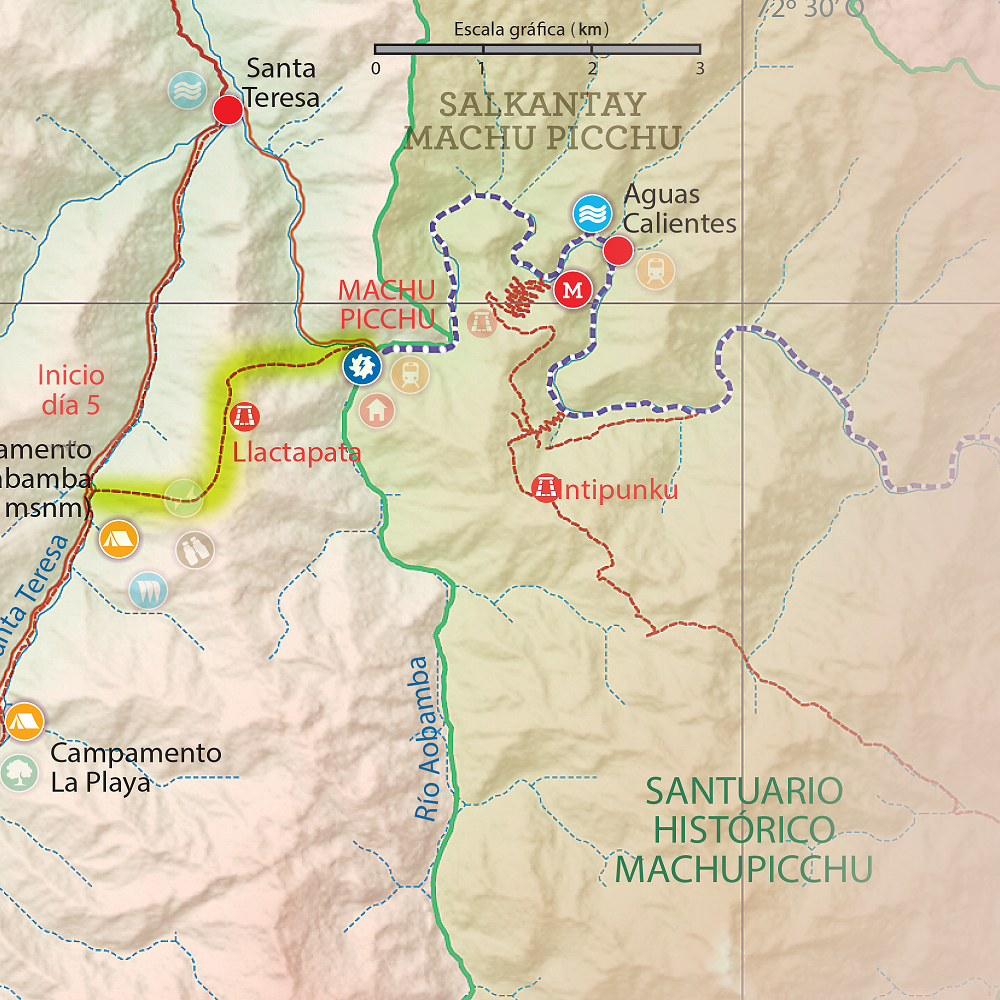 72° 30' O
Escala gráfica (km)
0 1 2 3
Santa
Teresa
SALKANTAY
MACHU PICCHU
Aguas
Calientes
MACHU
PICCHU
M
Inicio
día 5
amento
abamba
msnm)
Llactapata
Intipunku
anta Teresa
Río Aobamba
Campamento
La Playa
SANTUARIO
HISTÓRICO
MACHUPICCHU